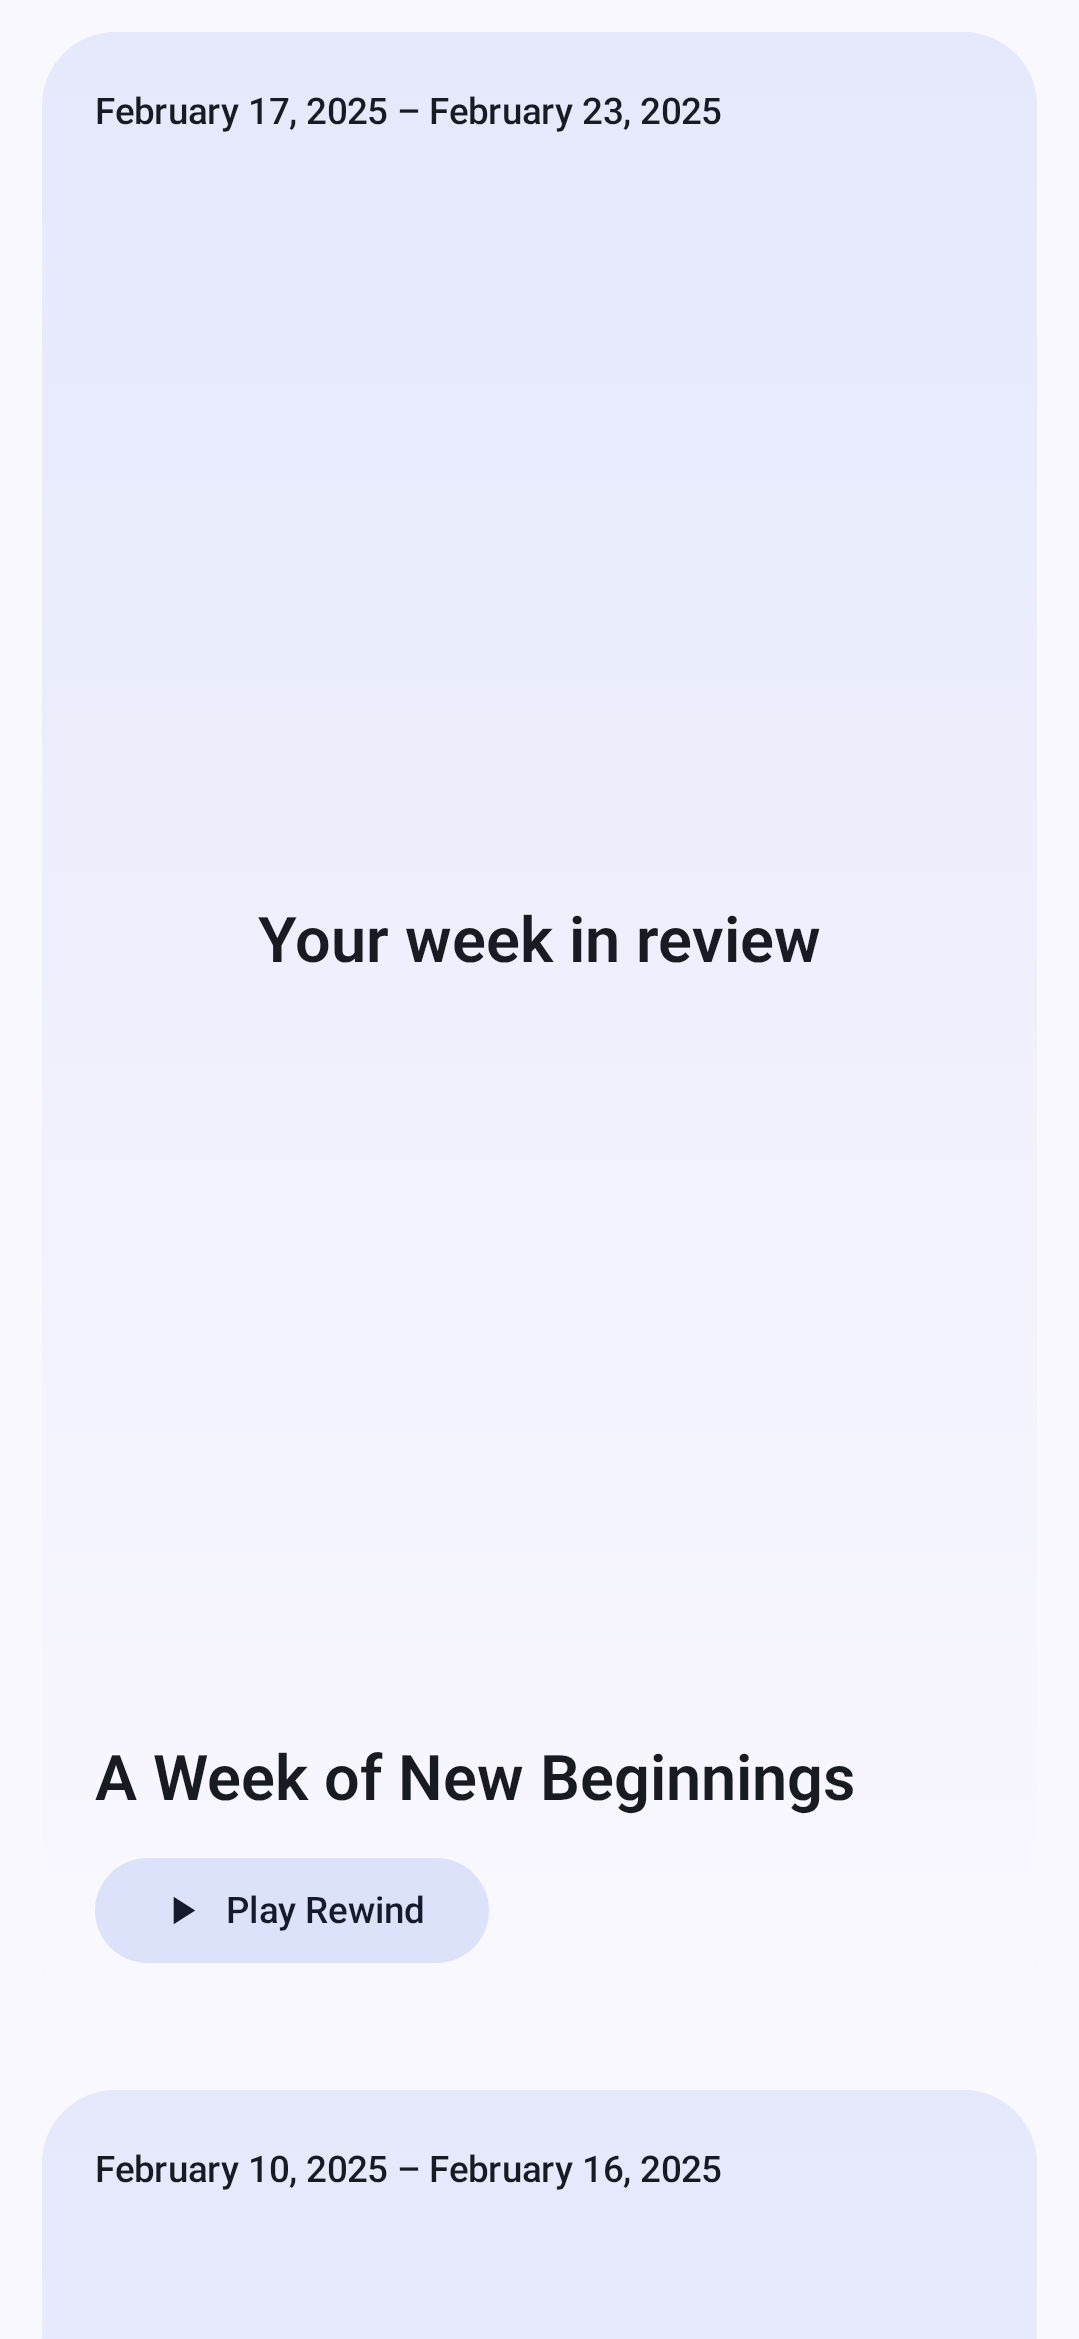 February 17, 2025 – February 23, 2025
Your week in review
A Week of New Beginnings
Play Rewind
February 10, 2025 – February 16, 2025